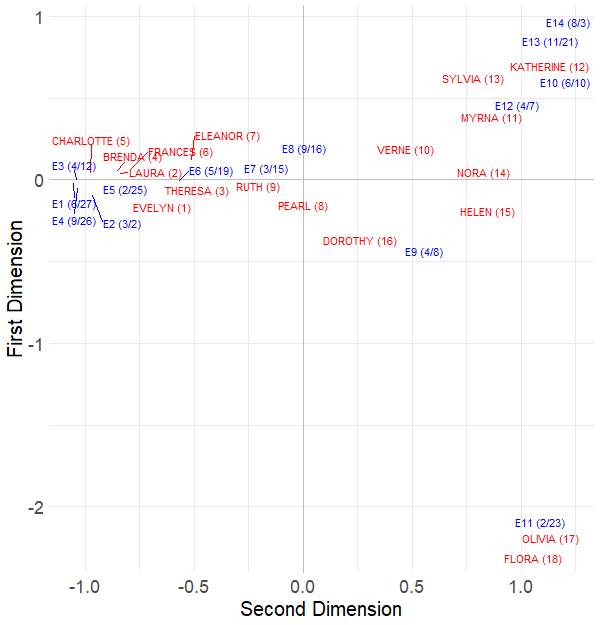 1
E14 (8/3)
E13 (11/21)
KATHERINE (12)
SYLVIA (13)
E10 (6/10)
E12 (4/7)
MYRNA (11)
ELEANOR (7)
CHARLOTTE (5)
E8 (9/16)
VERNE (10)
FRANCES (6)
BRENDA (4)
E3 (4/12)
E7 (3/15)
E6 (5/19)
LAURA (2)
NORA (14)
0
RUTH (9)
E5 (2/25)
THERESA (3)
E1 (6/27)
PEARL (8)
EVELYN (1)
HELEN (15)
E4 (9/26)
E2 (3/2)
DOROTHY (16)
E9 (4/8)
First Dimension
-1
-2
E11 (2/23)
OLIVIA (17)
FLORA (18)
-1.0 -0.5 0.0 0.5 1.0
Second Dimension